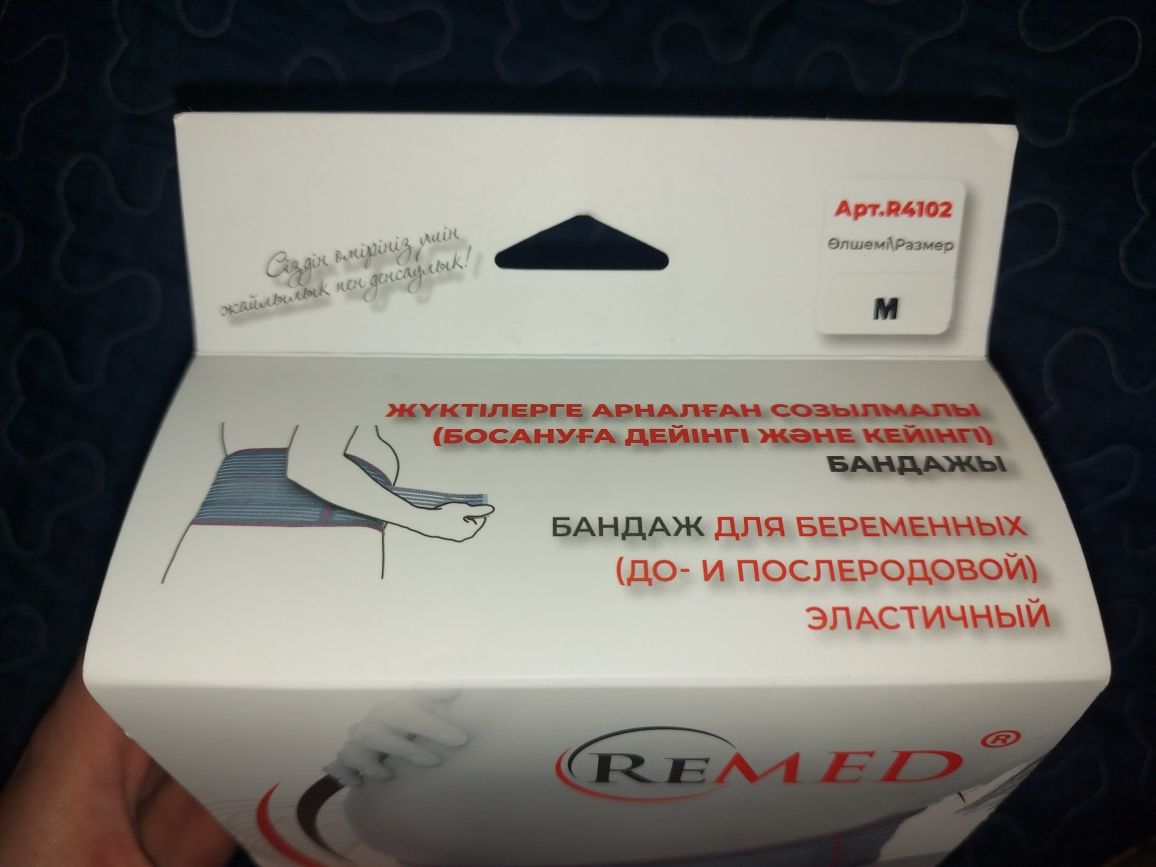 Сіздің өміріңіз үшін
жайлылык пен денсаулық!
Арт.R4102
Өлшемі\Размер
M
ЖҮКТІЛЕРГЕ АРНАЛҒАН СОЗЫЛМАЛЫ
(БОСАНУҒА ДЕЙІНГІ ЖӘНЕ КЕЙІНГІ)
БАНДАЖЫ
БАНДАЖ ДЛЯ БЕРЕМЕННЫХ
(ДО- И ПОСЛЕРОДОВОЙ)
ЭЛАСТИЧНЫЙ
REMED®